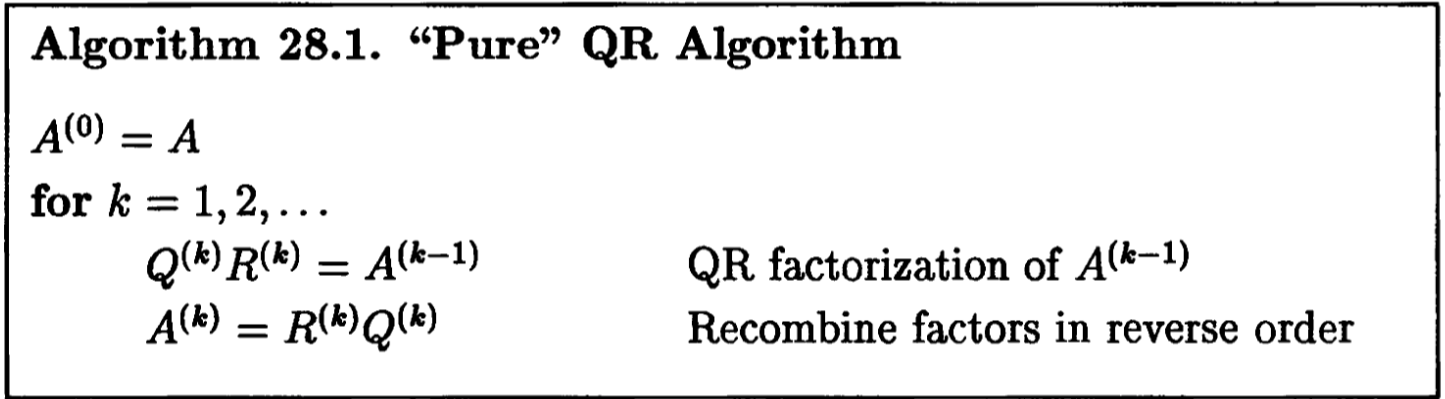 Algorithm 28.1. “Pure” QR Algorithm
A^(0) = A
for k = 1, 2, ...
Q^(k)R^(k) = A^(k−1) QR factorization of A^(k−1)
A^(k) = R^(k)Q^(k) Recombine factors in reverse order